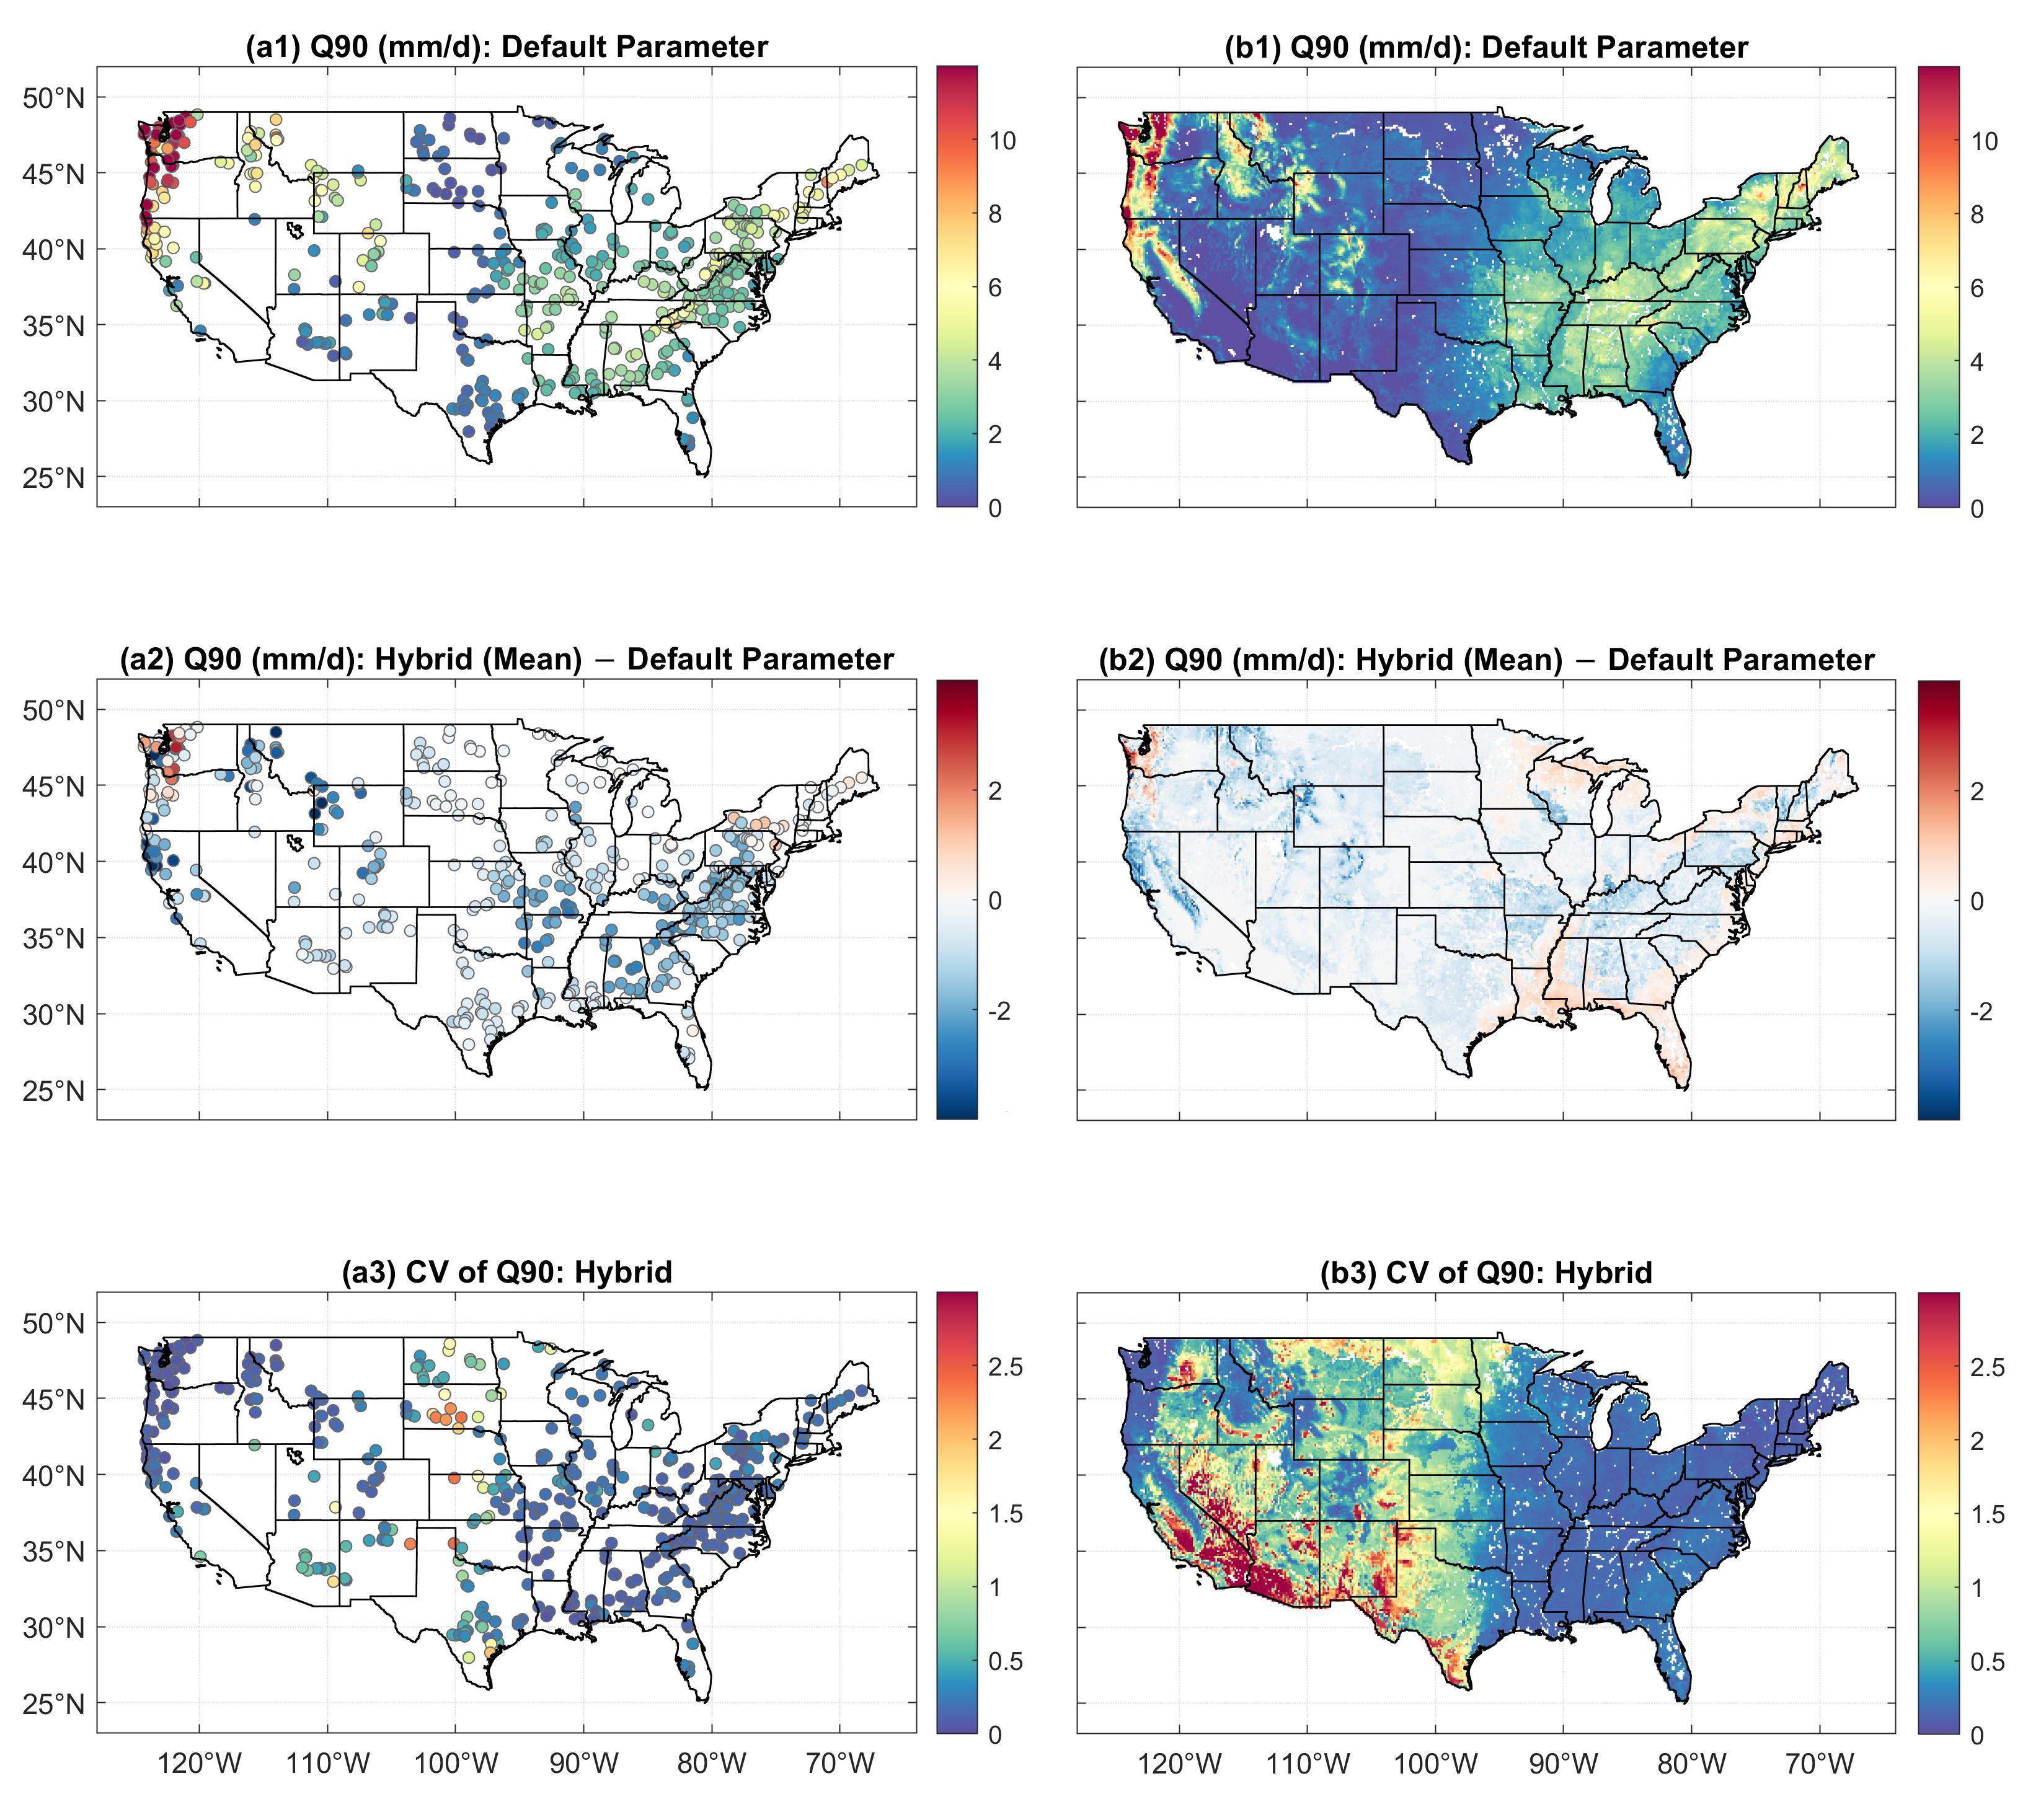 (a1) Q90 (mm/d): Default Parameter
50°N
45°N
40°N
35°N
30°N
25°N
10
8
6
4
2
0
(b1) Q90 (mm/d): Default Parameter
10
8
6
4
2
0
(a2) Q90 (mm/d): Hybrid (Mean) − Default Parameter
50°N
45°N
40°N
35°N
30°N
25°N
2
0
-2
(b2) Q90 (mm/d): Hybrid (Mean) − Default Parameter
2
0
-2
(a3) CV of Q90: Hybrid
50°N
45°N
40°N
35°N
30°N
25°N
120°W 110°W 100°W 90°W 80°W 70°W
2.5
2
1.5
1
0.5
0
(b3) CV of Q90: Hybrid
120°W 110°W 100°W 90°W 80°W 70°W
2.5
2
1.5
1
0.5
0